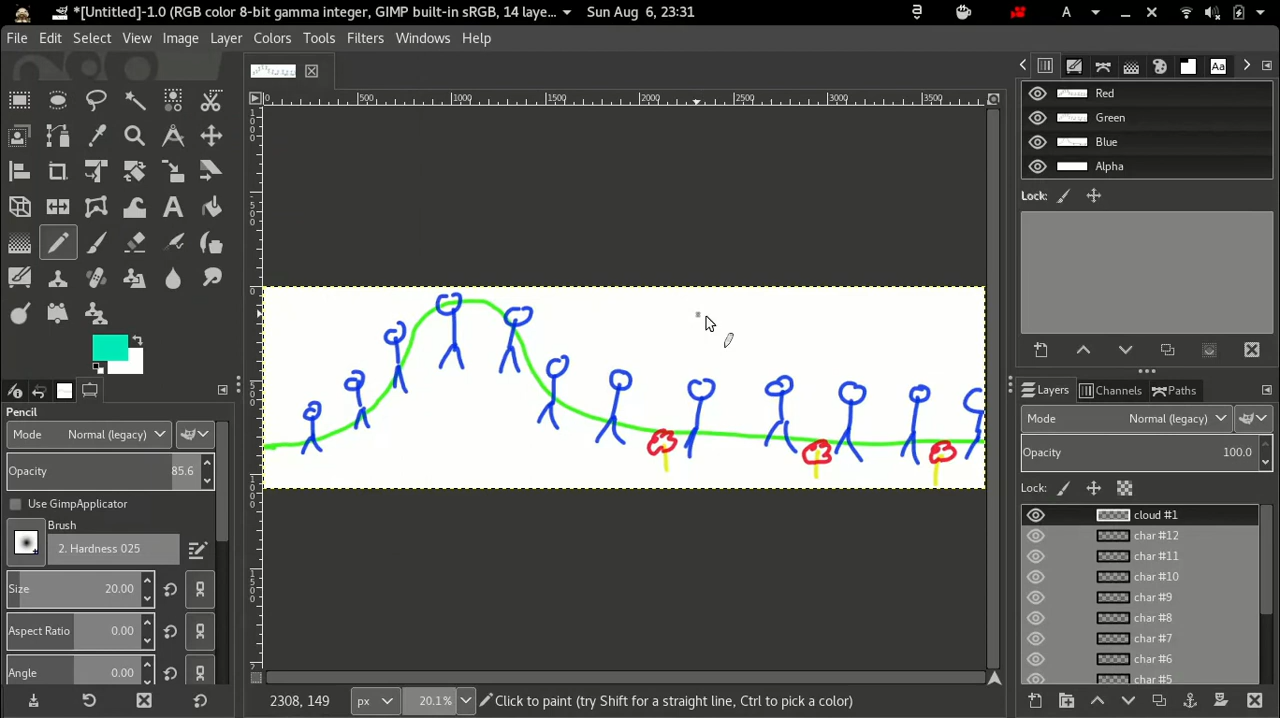 *[Untitled]-1.0 (RGB color 8-bit gamma integer, GIMP built-in sRGB, 14 laye... Sun Aug 6, 23:31 A
File Edit Select View Image Layer Colors Tools Filters Windows Help
Aa
0 500 1000 1500 2000 2500 3000 3500
Red
Green
Blue
Alpha
Lock:
Pencil
Mode Normal (legacy)
Opacity 85.6
Use GimpApplicator
Brush
2. Hardness 025
Size 20.00
Aspect Ratio 0.00
Angle 0.00
Layers Channels Paths
Mode Normal (legacy)
Opacity 100.0
Lock:
cloud #1
char #12
char #11
char #10
char #9
char #8
char #7
char #6
char #5
2308, 149 px 20.1% Click to paint (try Shift for a straight line, Ctrl to pick a color)